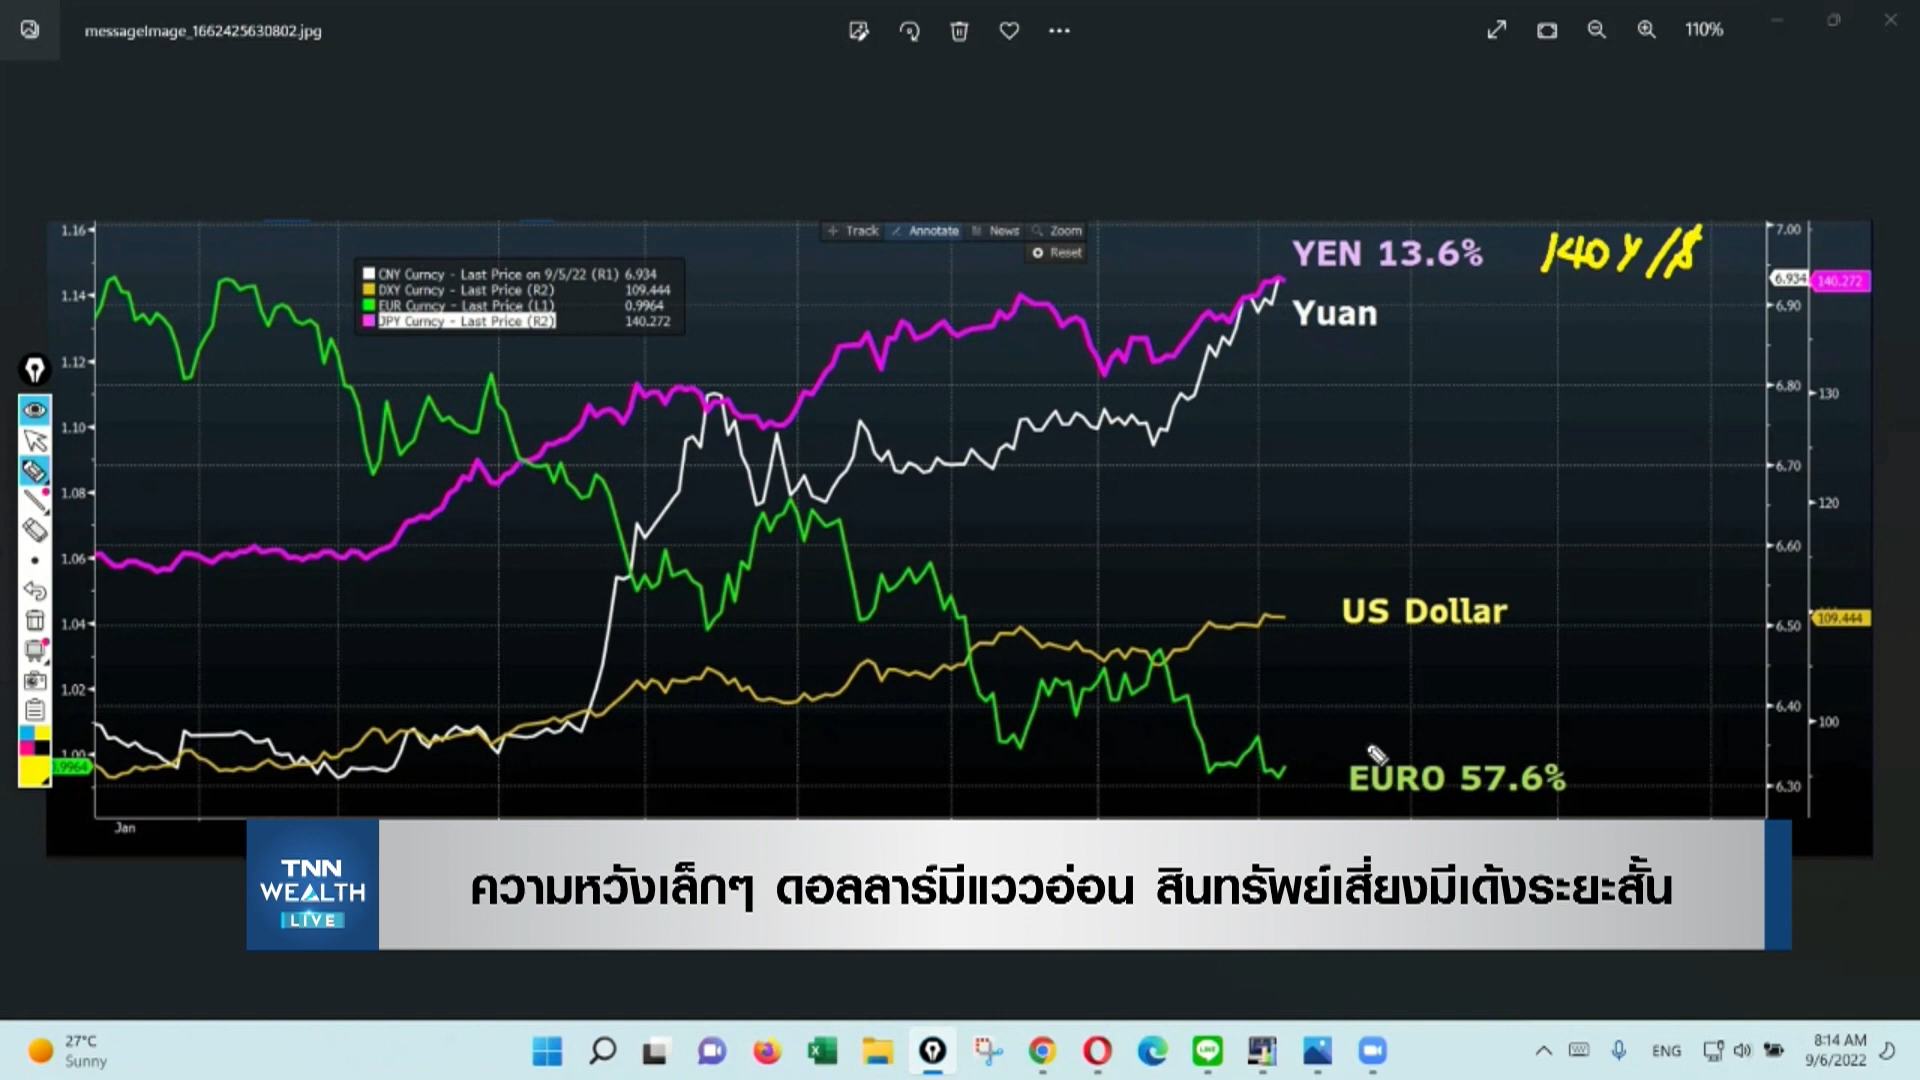 messageImage_1662425630802.jpg
110%
Track Annotate News Zoom
Reset
CNY Curncy - Last Price on 9/5/22 (R1) 6.934
DXY Curncy - Last Price (R2) 109.444
EUR Curncy - Last Price (L1) 0.9964
JPY Curncy - Last Price (R2) 140.272
YEN 13.6%
140 Y/$
Yuan
US Dollar
EURO 57.6%
1.16
1.14
1.12
1.10
1.08
1.06
1.04
1.02
1.00
0.9964
7.00
6.934
6.90
6.80
6.70
6.60
6.50
6.40
6.30
140.272
130
120
109.444
100
Jan
TNN
WEALTH
LIVE
ความหวังเล็กๆ ดอลลาร์มีแววอ่อน สินทรัพย์เสี่ยงมีเด้งระยะสั้น
27°C
Sunny
ENG
8:14 AM
9/6/2022